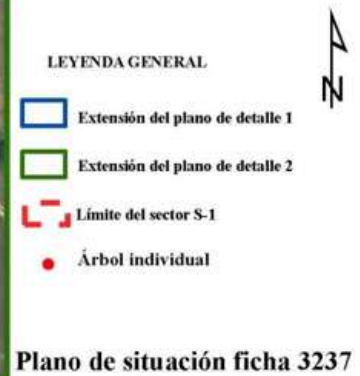 N
LEYENDA GENERAL
Extensión del plano de detalle 1
Extensión del plano de detalle 2
Límite del sector S-1
Árbol individual
Plano de situación ficha 3237